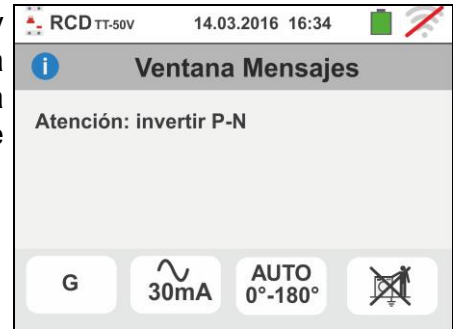 RCD TT-50V 14.03.2016 16:34
Ventana Mensajes
Atención: invertir P-N
G
30mA
AUTO
0°-180°